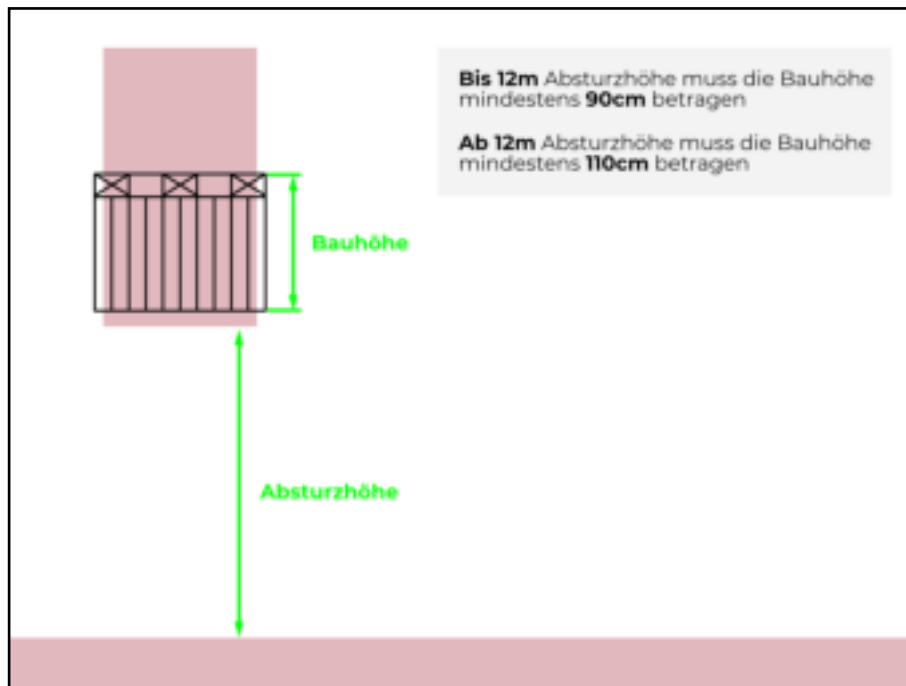 Bis 12m Absturzhöhe muss die Bauhöhe
mindestens 90cm betragen
Ab 12m Absturzhöhe muss die Bauhöhe
mindestens 110cm betragen
Bauhöhe
Absturzhöhe